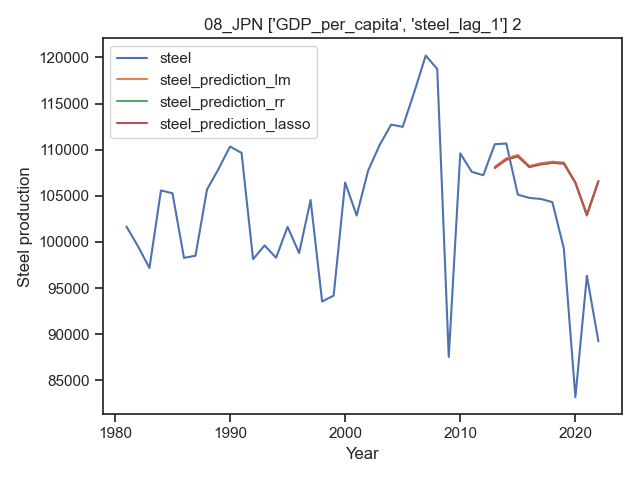 08_JPN ['GDP_per_capita', 'steel_lag_1'] 2
steel
steel_prediction_lm
steel_prediction_rr
steel_prediction_lasso
Steel production
120000
115000
110000
105000
100000
95000
90000
85000
1980
1990
2000
2010
2020
Year